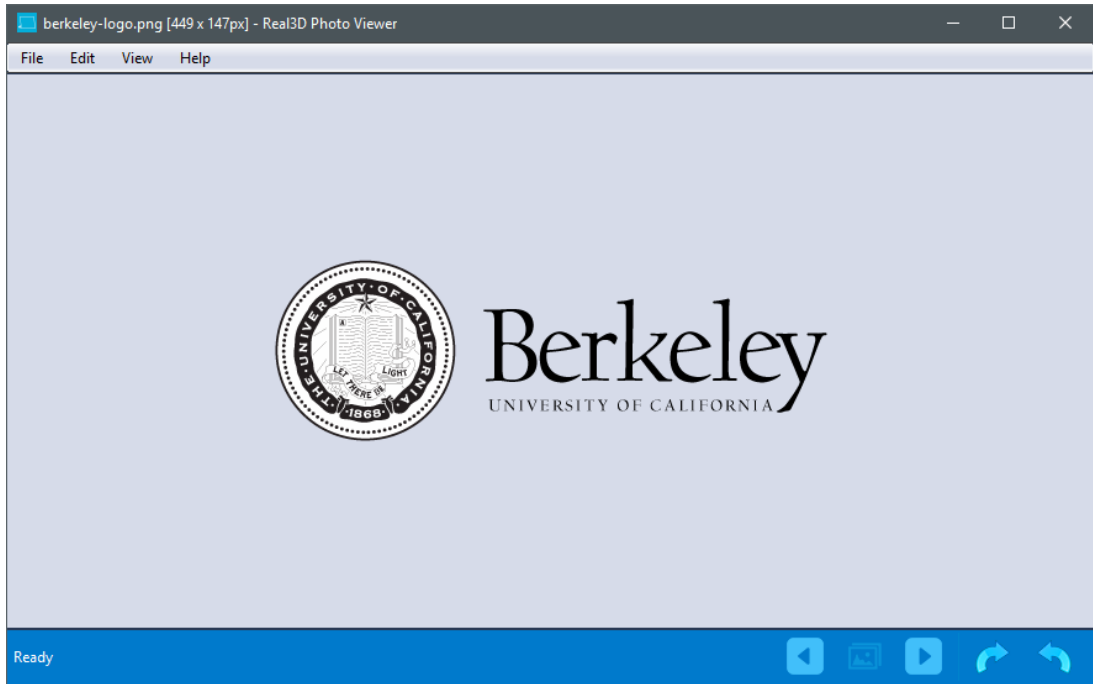 berkeley-logo.png [449 x 147px] - Real3D Photo Viewer
File Edit View Help
THE·UNIVERSITY·OF·CALIFORNIA·
A
LET THERE BE LIGHT
·1868·
Berkeley
UNIVERSITY OF CALIFORNIA
Ready